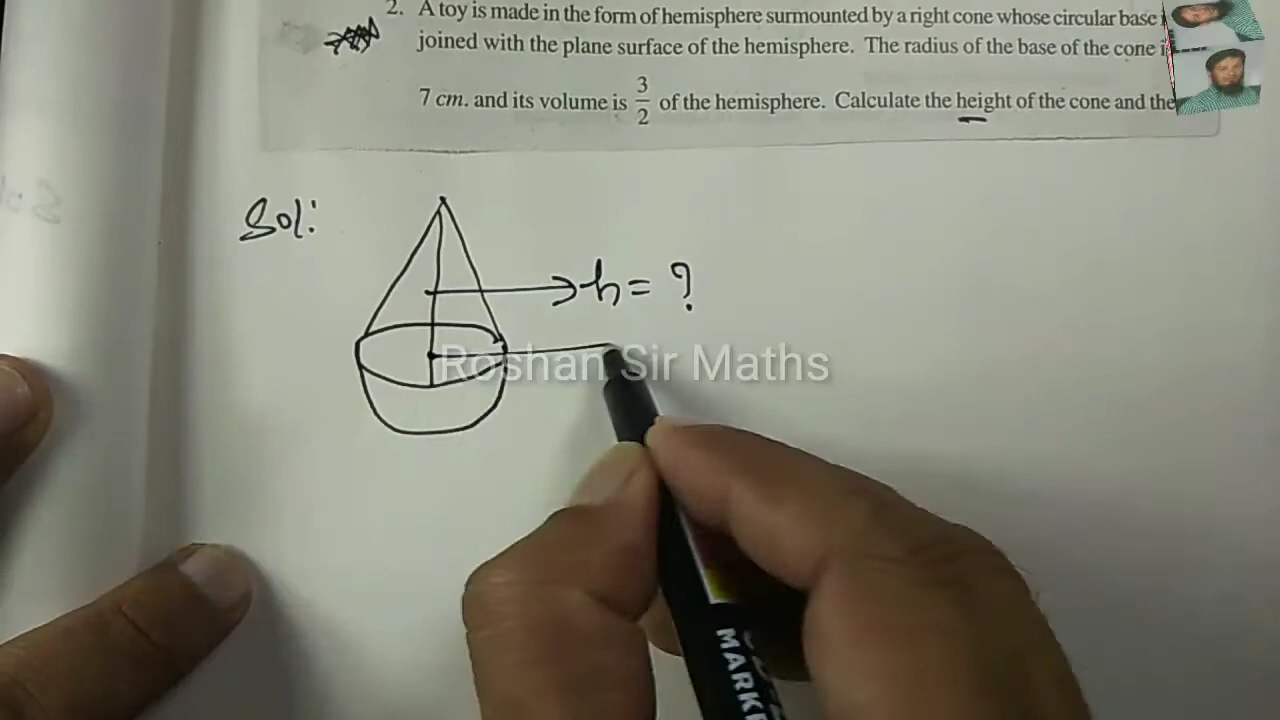 2. A toy is made in the form of hemisphere surmounted by a right cone whose circular base
joined with the plane surface of the hemisphere. The radius of the base of the cone
7 cm. and its volume is 3/2 of the hemisphere. Calculate the height of the cone and the
Sol:
h = ?
Roshan Sir Maths
MARK